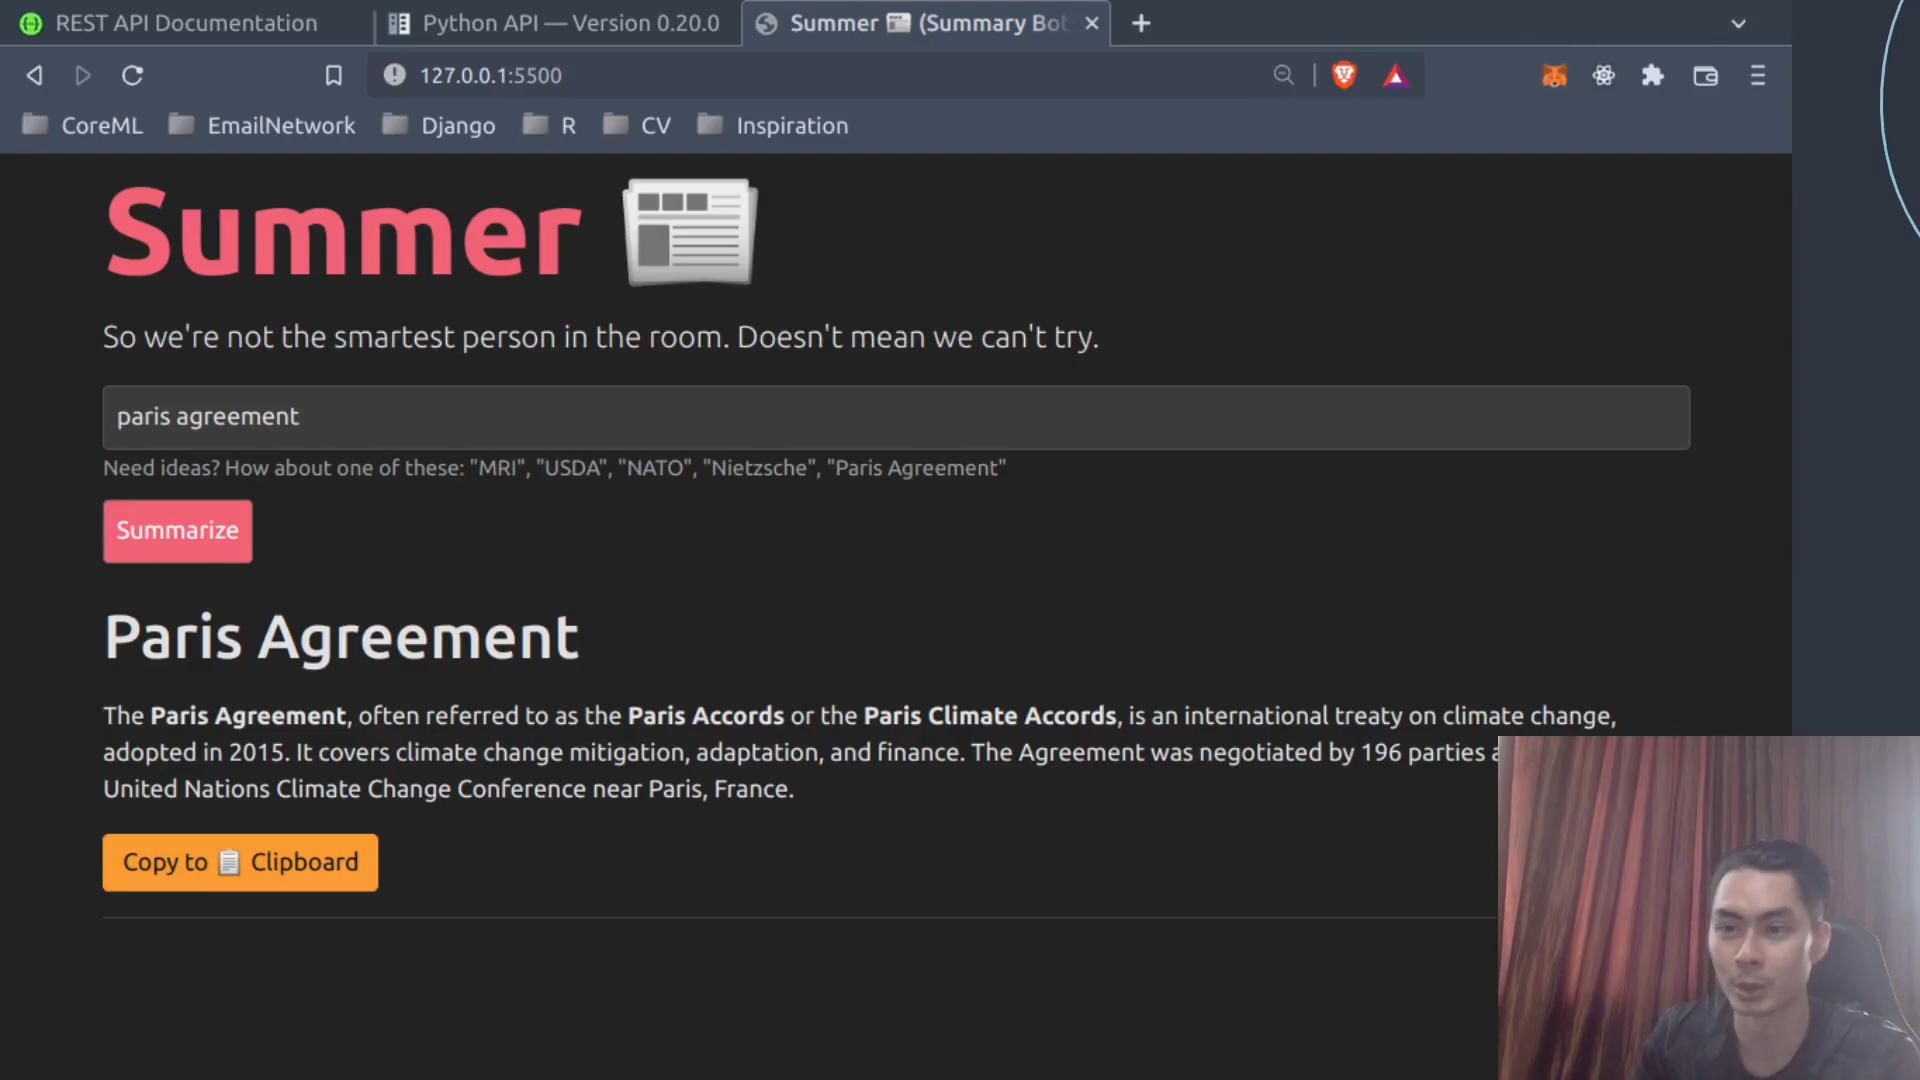 REST API Documentation
Python API — Version 0.20.0
Summer 📰 (Summary Bot
127.0.0.1:5500
CoreML
EmailNetwork
Django
R
CV
Inspiration
Summer
So we're not the smartest person in the room. Doesn't mean we can't try.
paris agreement
Need ideas? How about one of these: "MRI", "USDA", "NATO", "Nietzsche", "Paris Agreement"
Summarize
Paris Agreement
The Paris Agreement, often referred to as the Paris Accords or the Paris Climate Accords, is an international treaty on climate change,
adopted in 2015. It covers climate change mitigation, adaptation, and finance. The Agreement was negotiated by 196 parties
United Nations Climate Change Conference near Paris, France.
Copy to 📋 Clipboard